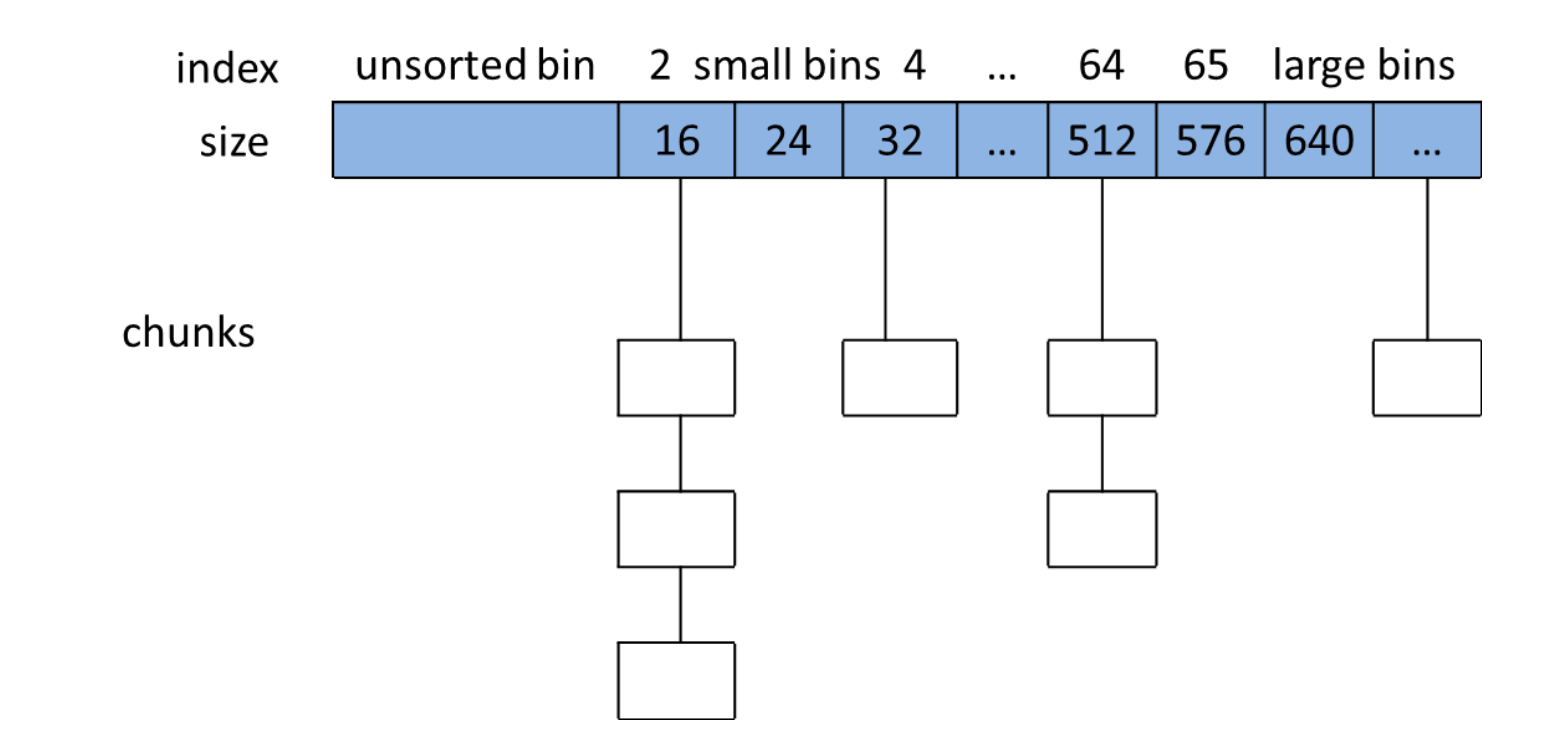 index unsorted bin 2 small bins 4 ... 64 65 large bins
size 16 24 32 ... 512 576 640 ...
chunks